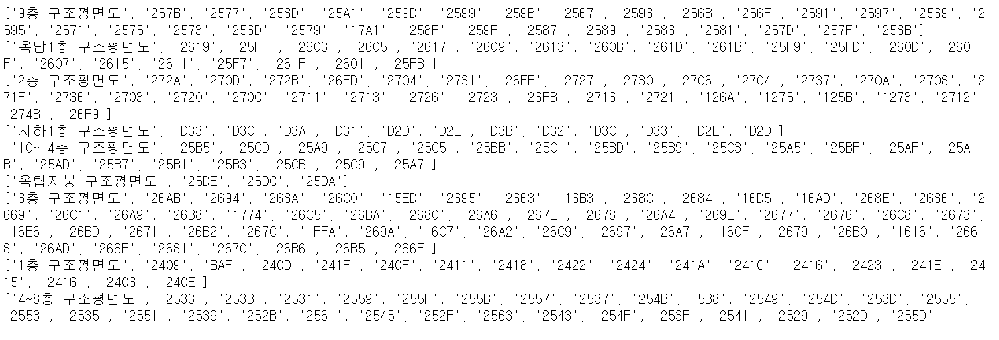 ['9층 구조평면도', '257B', '2577', '258D', '25A1', '259D', '2599', '259B', '2567', '2593', '256B', '256F', '2591', '2597', '2569', '2
595', '2571', '2575', '2573', '256D', '2579', '17A1', '258F', '259F', '2587', '2589', '2583', '2581', '257D', '257F', '258B']
['옥탑1층 구조평면도', '2619', '25FF', '2603', '2605', '2617', '2609', '2613', '260B', '261D', '261B', '25F9', '25FD', '260D', '260
F', '2607', '2615', '2611', '25F7', '261F', '2601', '25FB']
['2층 구조평면도', '272A', '270D', '272B', '26FD', '2704', '2731', '26FF', '2727', '2730', '2706', '2704', '2737', '270A', '2708', '2
71F', '2736', '2703', '2720', '270C', '2711', '2713', '2726', '2723', '26FB', '2716', '2721', '126A', '1275', '125B', '1273', '2712',
'274B', '26F9']
['지하1층 구조평면도', 'D33', 'D3C', 'D3A', 'D31', 'D2D', 'D2E', 'D3B', 'D32', 'D3C', 'D33', 'D2E', 'D2D']
['10~14층 구조평면도', '25B5', '25CD', '25A9', '25C7', '25C5', '25BB', '25C1', '25BD', '25B9', '25C3', '25A5', '25BF', '25AF', '25A
B', '25AD', '25B7', '25B1', '25B3', '25CB', '25C9', '25A7']
['옥탑지붕 구조평면도', '25DE', '25DC', '25DA']
['3층 구조평면도', '26AB', '2694', '268A', '26C0', '15ED', '2695', '2663', '16B3', '268C', '2684', '16D5', '16AD', '268E', '2686', '2
669', '26C1', '26A9', '26B8', '1774', '26C5', '26BA', '2680', '26A6', '267E', '2678', '26A4', '269E', '2677', '2676', '26C8', '2673',
'16E6', '26BD', '2671', '26B2', '267C', '1FFA', '269A', '16C7', '26A2', '26C9', '2697', '26A7', '160F', '2679', '26B0', '1616', '266
8', '26AD', '266E', '2681', '2670', '26B6', '26B5', '266F']
['1층 구조평면도', '2409', 'BAF', '240D', '241F', '240F', '2411', '2418', '2422', '2424', '241A', '241C', '2416', '2423', '241E', '24
15', '2416', '2403', '240E']
['4~8층 구조평면도', '2533', '253B', '2531', '2559', '255F', '255B', '2557', '2537', '254B', '5B8', '2549', '254D', '253D', '2555',
'2553', '2535', '2551', '2539', '252B', '2561', '2545', '252F', '2563', '2543', '254F', '253F', '2541', '2529', '252D', '255D']